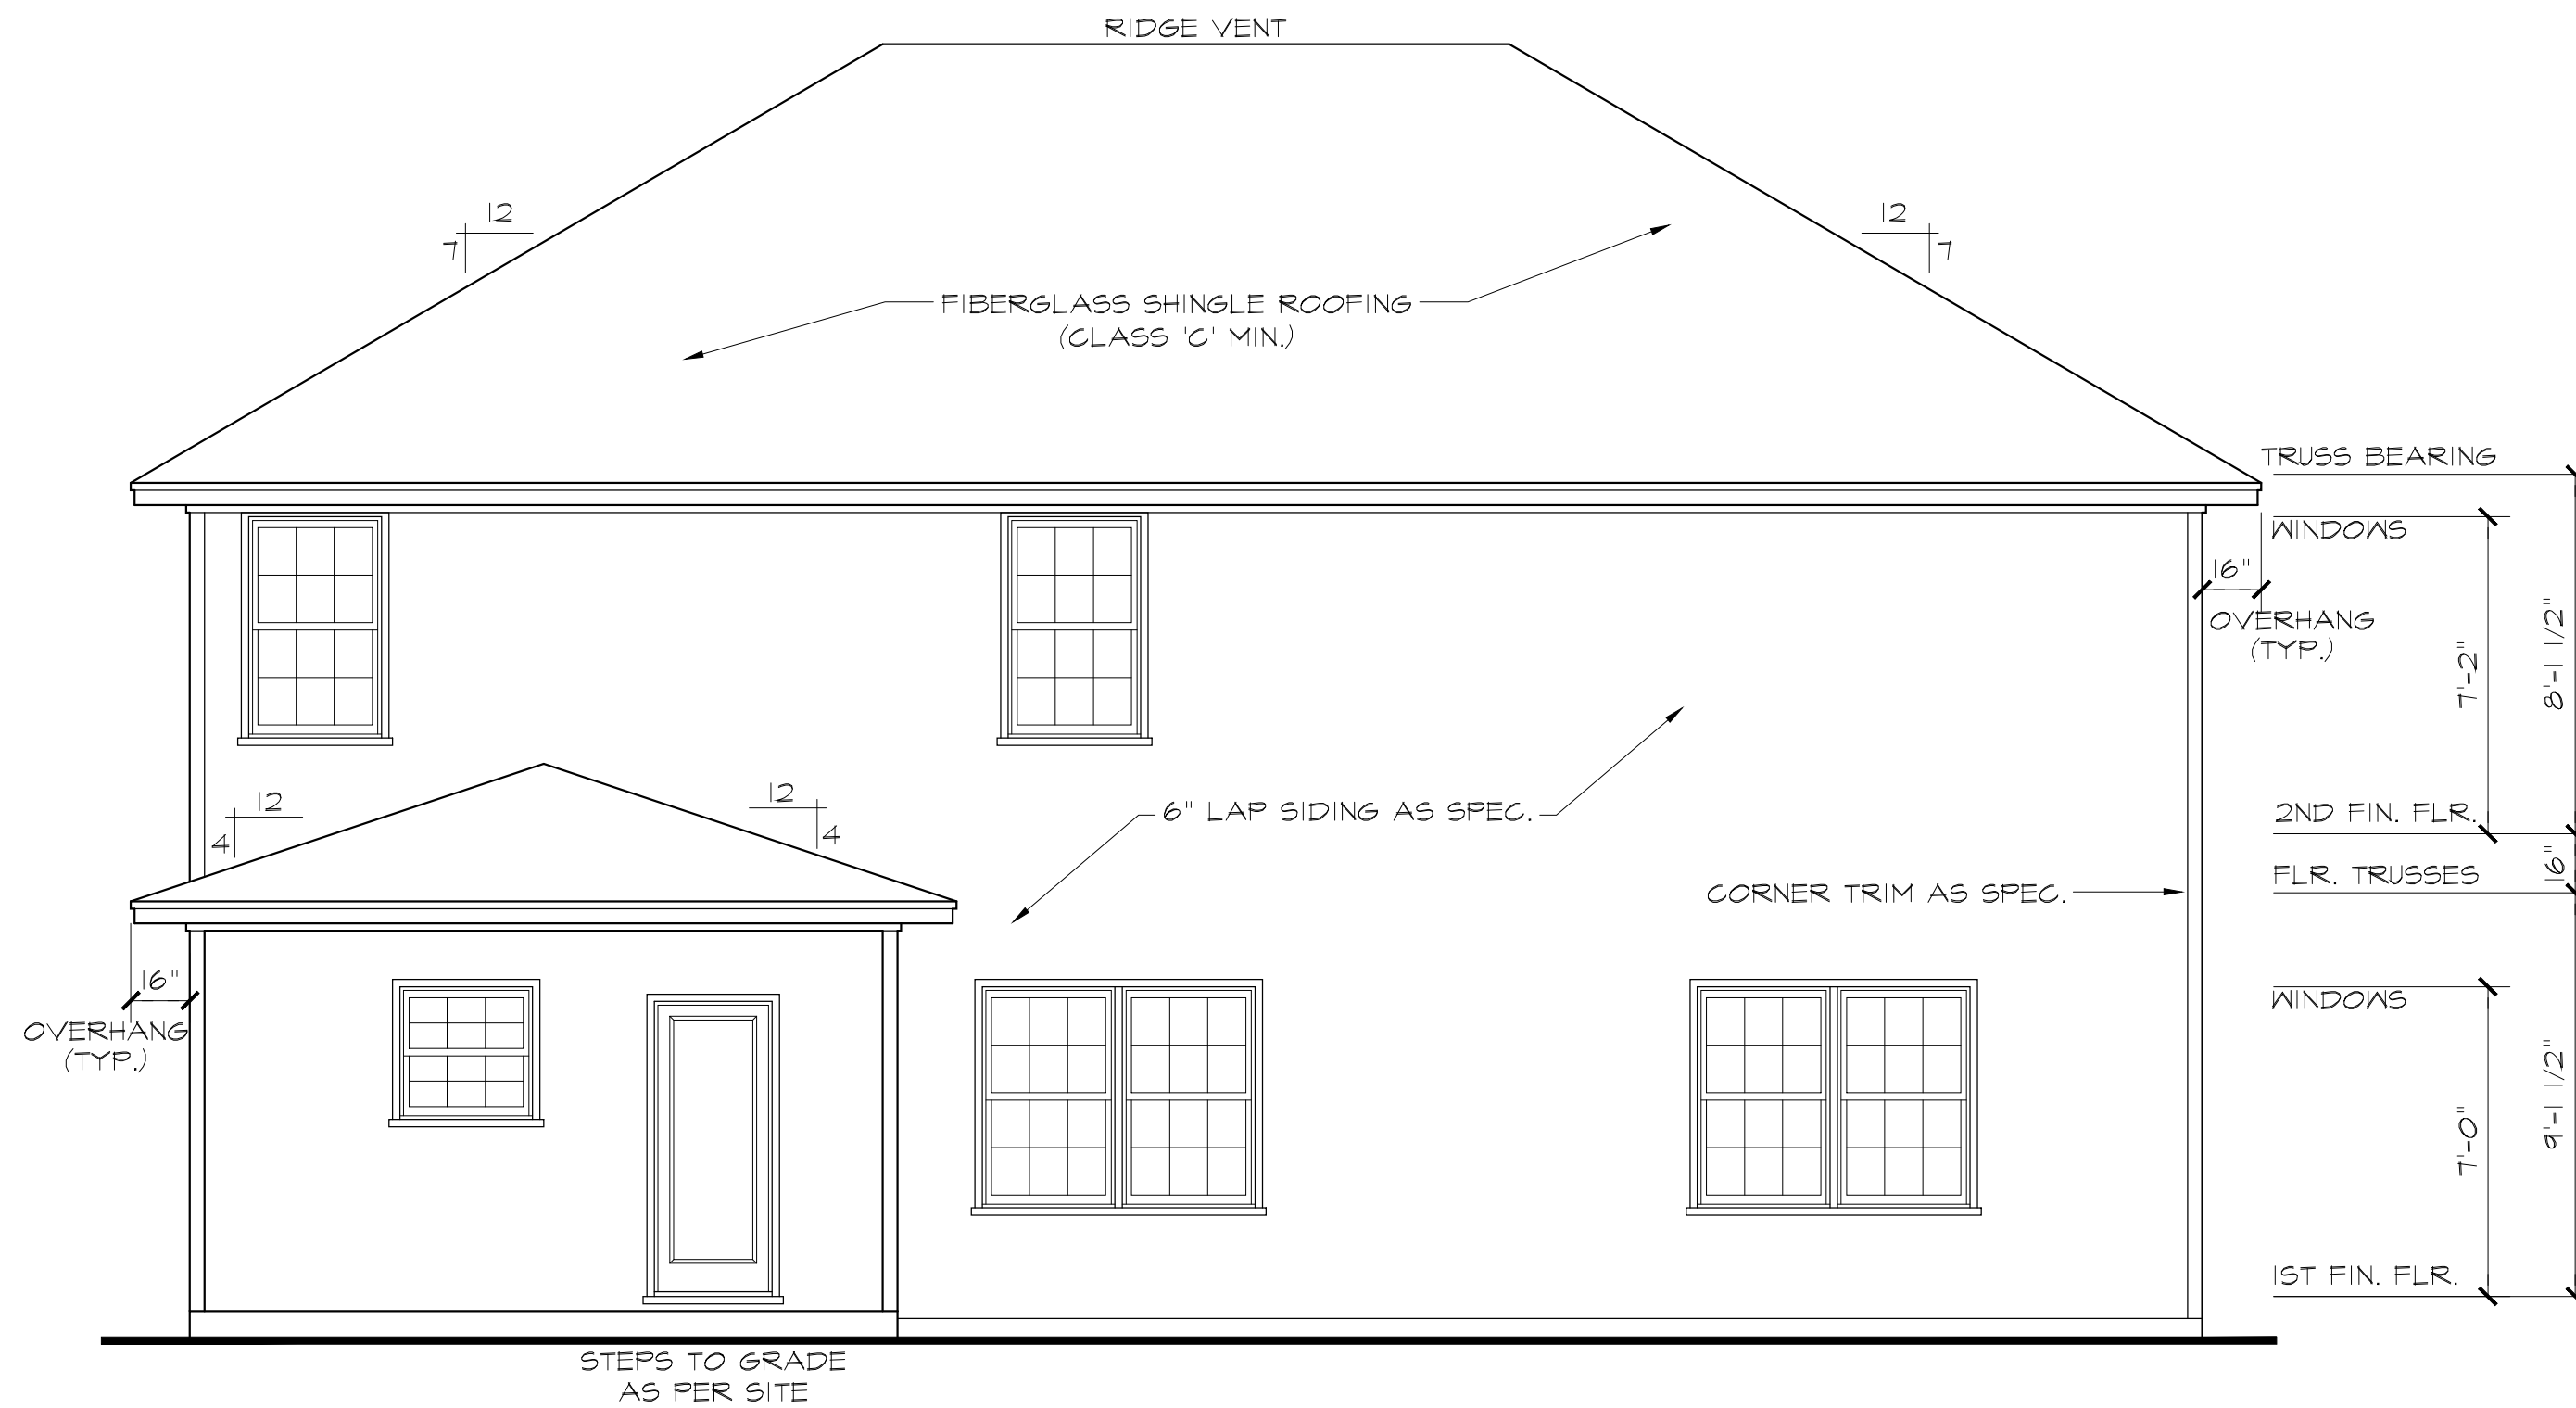 RIDGE VENT
12
7
12
7
FIBERGLASS SHINGLE ROOFING
(CLASS 'C' MIN.)
TRUSS BEARING
WINDOWS
16"
OVERHANG
(TYP.)
7'-2"
8'-1 1/2"
12
4
12
4
6" LAP SIDING AS SPEC.
2ND FIN. FLR.
FLR. TRUSSES
16"
CORNER TRIM AS SPEC.
16"
OVERHANG
(TYP.)
WINDOWS
7'-0"
9'-1 1/2"
1ST FIN. FLR.
STEPS TO GRADE
AS PER SITE